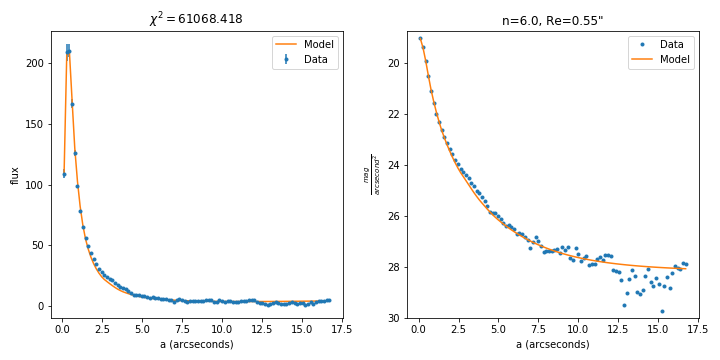 χ² = 61068.418
Model
Data
flux
200
150
100
50
0
0.0 2.5 5.0 7.5 10.0 12.5 15.0 17.5
a (arcseconds)
n=6.0, Re=0.55"
Data
Model
mag
arcsecond²
20
22
24
26
28
30
0.0 2.5 5.0 7.5 10.0 12.5 15.0 17.5
a (arcseconds)